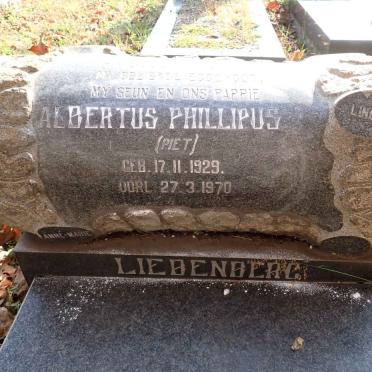 MY SEUN EN ONS PAPPIE
ALBERTUS PHILLIPUS
(PIET)
GEB. 17. 11. 1929.
OORL. 27. 3. 1970
LIEBENBERG